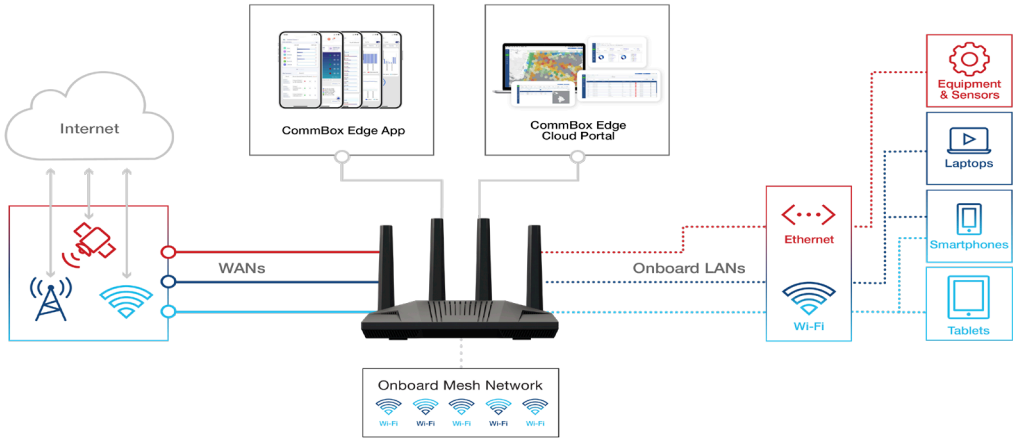 CommBox Edge App
CommBox Edge
Cloud Portal
Internet
WANs
Onboard LANs
Ethernet
Wi-Fi
Equipment
& Sensors
Laptops
Smartphones
Tablets
Onboard Mesh Network
Wi-Fi Wi-Fi Wi-Fi Wi-Fi Wi-Fi